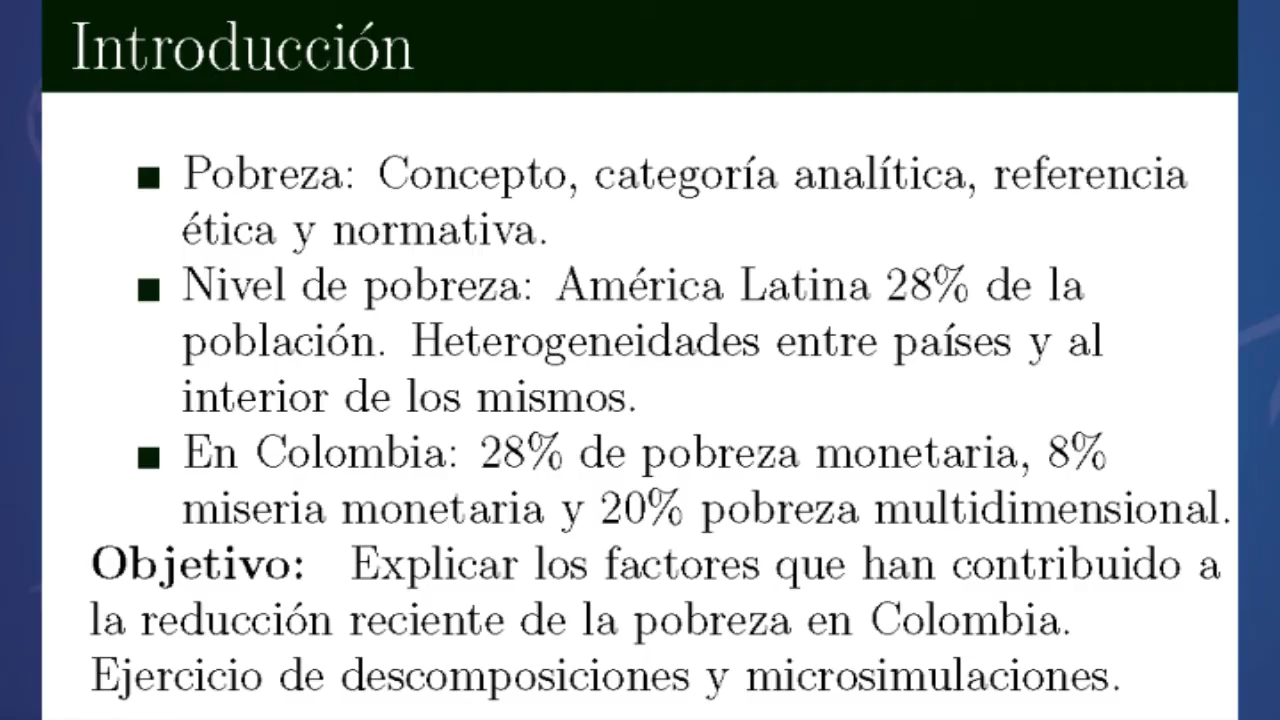 Introducción
Pobreza: Concepto, categoría analítica, referencia
ética y normativa.
Nivel de pobreza: América Latina 28% de la
población. Heterogeneidades entre países y al
interior de los mismos.
En Colombia: 28% de pobreza monetaria, 8%
miseria monetaria y 20% pobreza multidimensional.
Objetivo: Explicar los factores que han contribuido a
la reducción reciente de la pobreza en Colombia.
Ejercicio de descomposiciones y microsimulaciones.